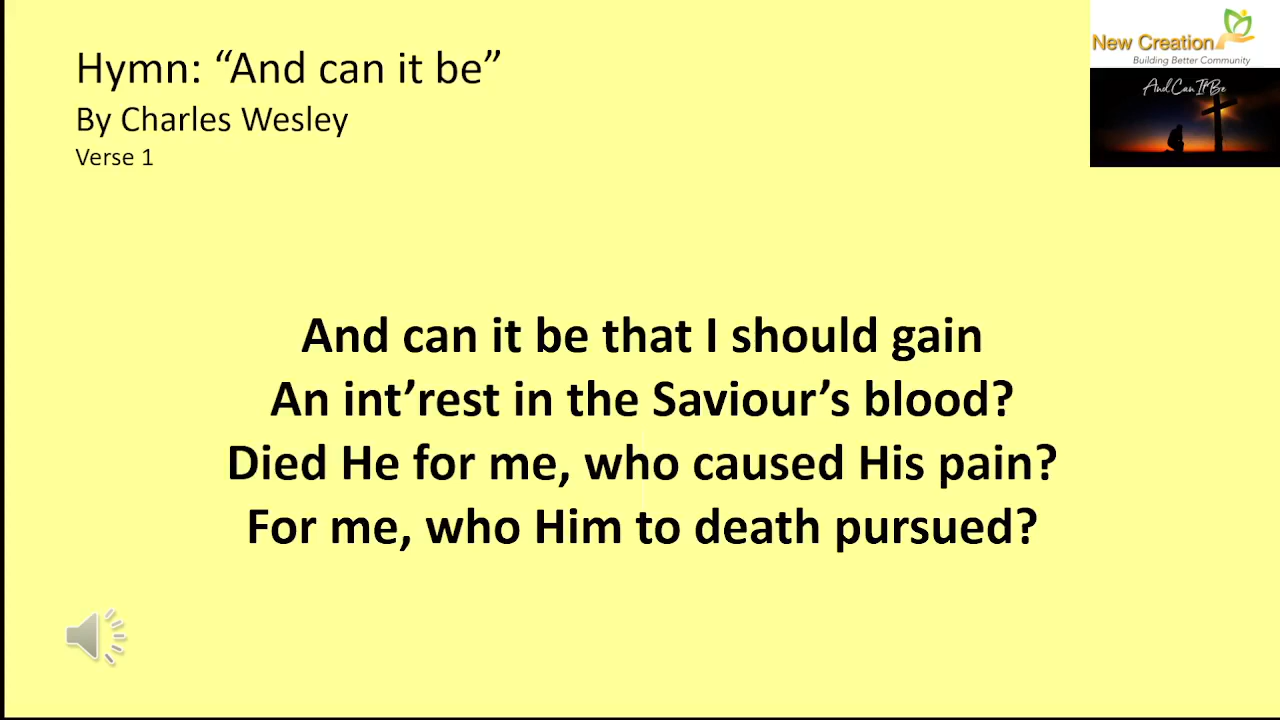 Hymn: “And can it be”
By Charles Wesley
Verse 1
New Creation
Building Better Community
And Can It Be
And can it be that I should gain
An int’rest in the Saviour’s blood?
Died He for me, who caused His pain?
For me, who Him to death pursued?